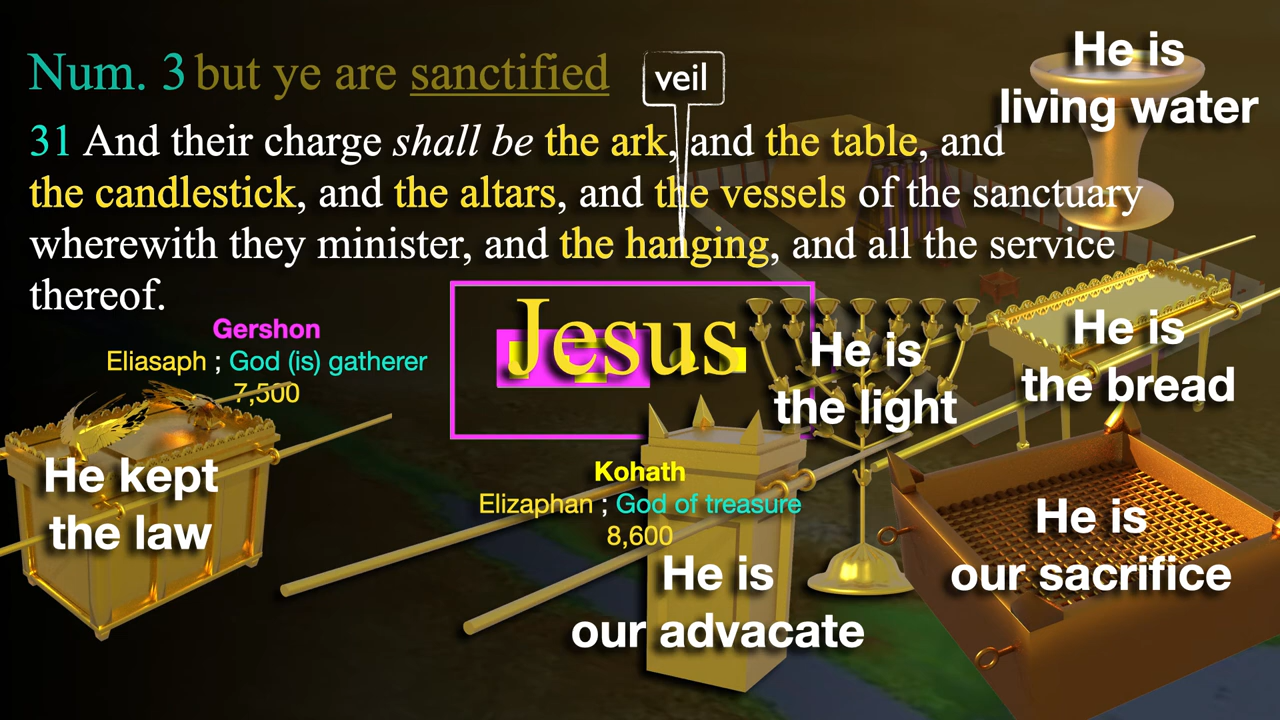 Num. 3 but ye are sanctified
veil
31 And their charge shall be the ark, and the table, and
the candlestick, and the altars, and the vessels of the sanctuary
wherewith they minister, and the hanging, and all the service
thereof.
He is
living water
Gershon
Eliasaph ; God (is) gatherer
7,500
Jesus
He is
the light
He is
the bread
He kept
the law
Kohath
Elizaphan ; God of treasure
8,600
He is
our advacate
He is
our sacrifice